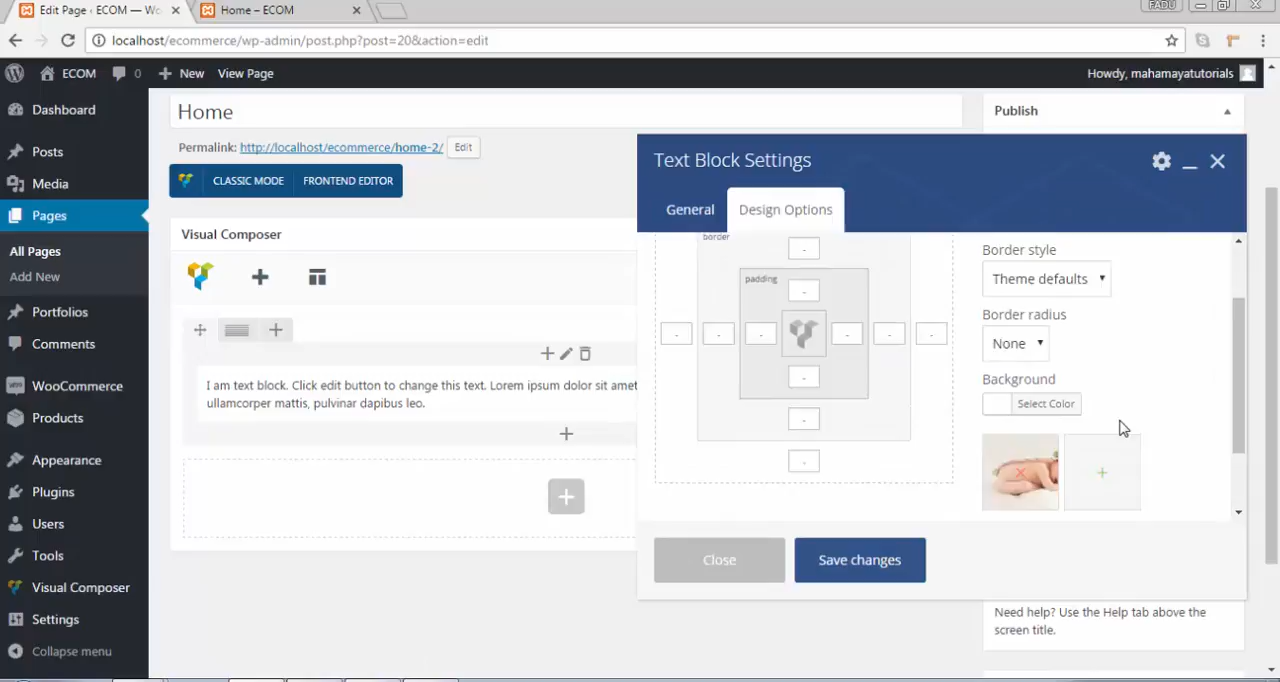 Edit Page ‹ ECOM — Wo
Home – ECOM
EADU
localhost/ecommerce/wp-admin/post.php?post=20&action=edit
ECOM
0
New
View Page
Howdy, mahamayatutorials
Dashboard
Posts
Media
Pages
All Pages
Add New
Portfolios
Comments
WooCommerce
Products
Appearance
Plugins
Users
Tools
Visual Composer
Settings
Collapse menu
Home
Permalink: http://localhost/ecommerce/home-2/ Edit
CLASSIC MODE
FRONTEND EDITOR
Visual Composer
I am text block. Click edit button to change this text. Lorem ipsum dolor sit amet
ullamcorper mattis, pulvinar dapibus leo.
Publish
Text Block Settings
General
Design Options
border
padding
Border style
Theme defaults
Border radius
None
Background
Select Color
Close
Save changes
Need help? Use the Help tab above the
screen title.